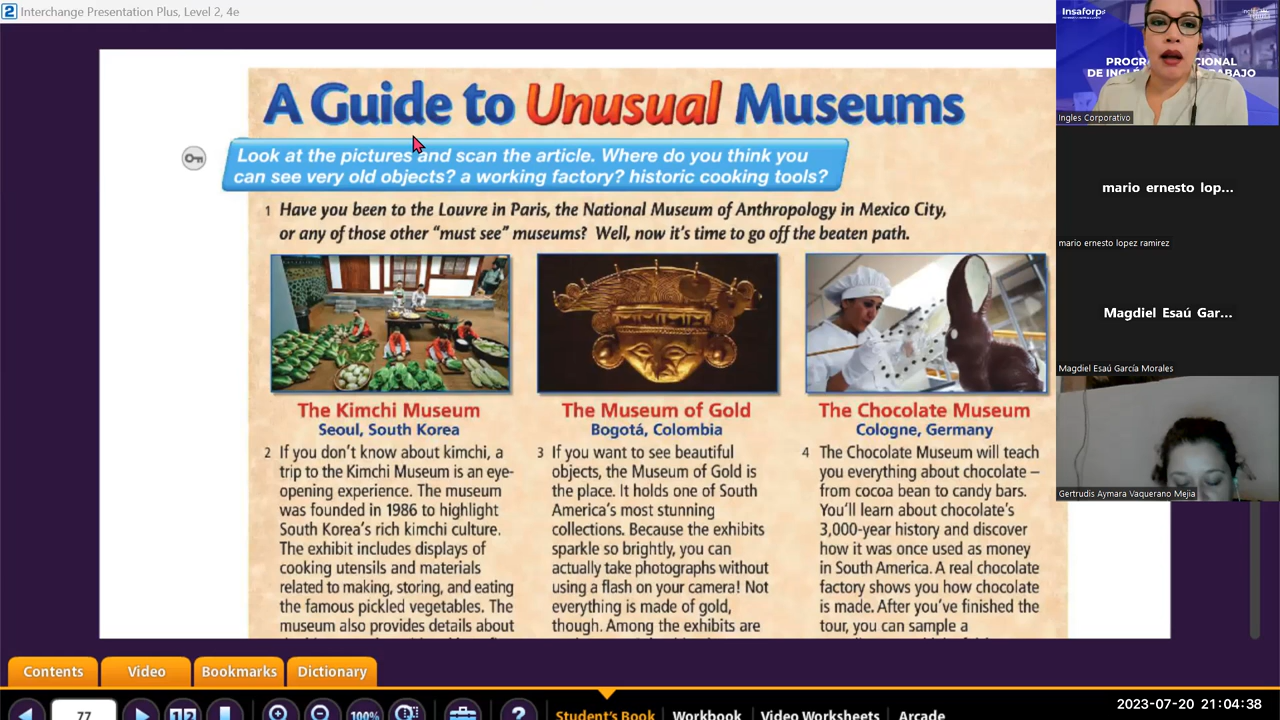 Interchange Presentation Plus, Level 2, 4e
A Guide to Unusual Museums
Look at the pictures and scan the article. Where do you think you
can see very old objects? a working factory? historic cooking tools?
1 Have you been to the Louvre in Paris, the National Museum of Anthropology in Mexico City,
or any of those other “must see” museums? Well, now it’s time to go off the beaten path.
The Kimchi Museum
Seoul, South Korea
2 If you don’t know about kimchi, a
trip to the Kimchi Museum is an eye-
opening experience. The museum
was founded in 1986 to highlight
South Korea’s rich kimchi culture.
The exhibit includes displays of
cooking utensils and materials
related to making, storing, and eating
the famous pickled vegetables. The
museum also provides details about
The Museum of Gold
Bogotá, Colombia
3 If you want to see beautiful
objects, the Museum of Gold is
the place. It holds one of South
America’s most stunning
collections. Because the exhibits
sparkle so brightly, you can
actually take photographs without
using a flash on your camera! Not
everything is made of gold,
though. Among the exhibits are
The Chocolate Museum
Cologne, Germany
4 The Chocolate Museum will teach
you everything about chocolate –
from cocoa bean to candy bars.
You’ll learn about chocolate’s
3,000-year history and discover
how it was once used as money
in South America. A real chocolate
factory shows you how chocolate
is made. After you’ve finished the
tour, you can sample a
Insaforp
PROGR CIONAL
DE INGLÉ BAJO
Ingles Corporativo
mario ernesto lop...
mario ernesto lopez ramirez
Magdiel Esaú Gar...
Magdiel Esaú García Morales
Gertrudis Aymara Vaquerano Mejia
Contents
Video
Bookmarks
Dictionary
77
12
100%
?
Student's Book
Workbook
Video Worksheets
Arcade
2023-07-20 21:04:38